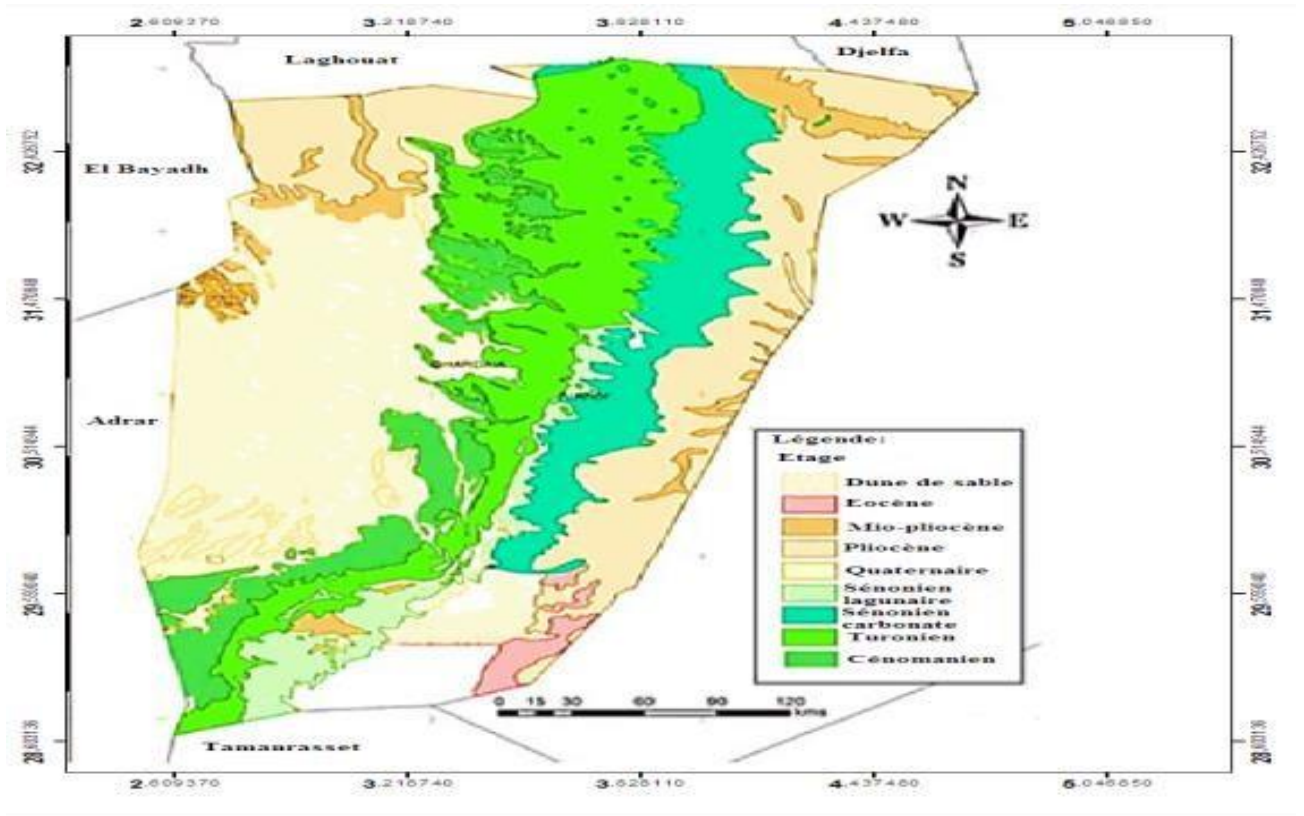 2.609370 3.218740 3.828110 4.437480 5.046850
Laghouat
Djelfa
El Bayadh
N
W E
S
Adrar
Légende:
Etage
Dune de sable
Eocène
Mio-pliocène
Pliocène
Quaternaire
Sénonien
lagunaire
Sénonien
carbonate
Turonien
Cénomanien
0 15 30 60 90 120
kms
Tamanrasset
2.609370 3.218740 3.828110 4.437480 5.046850